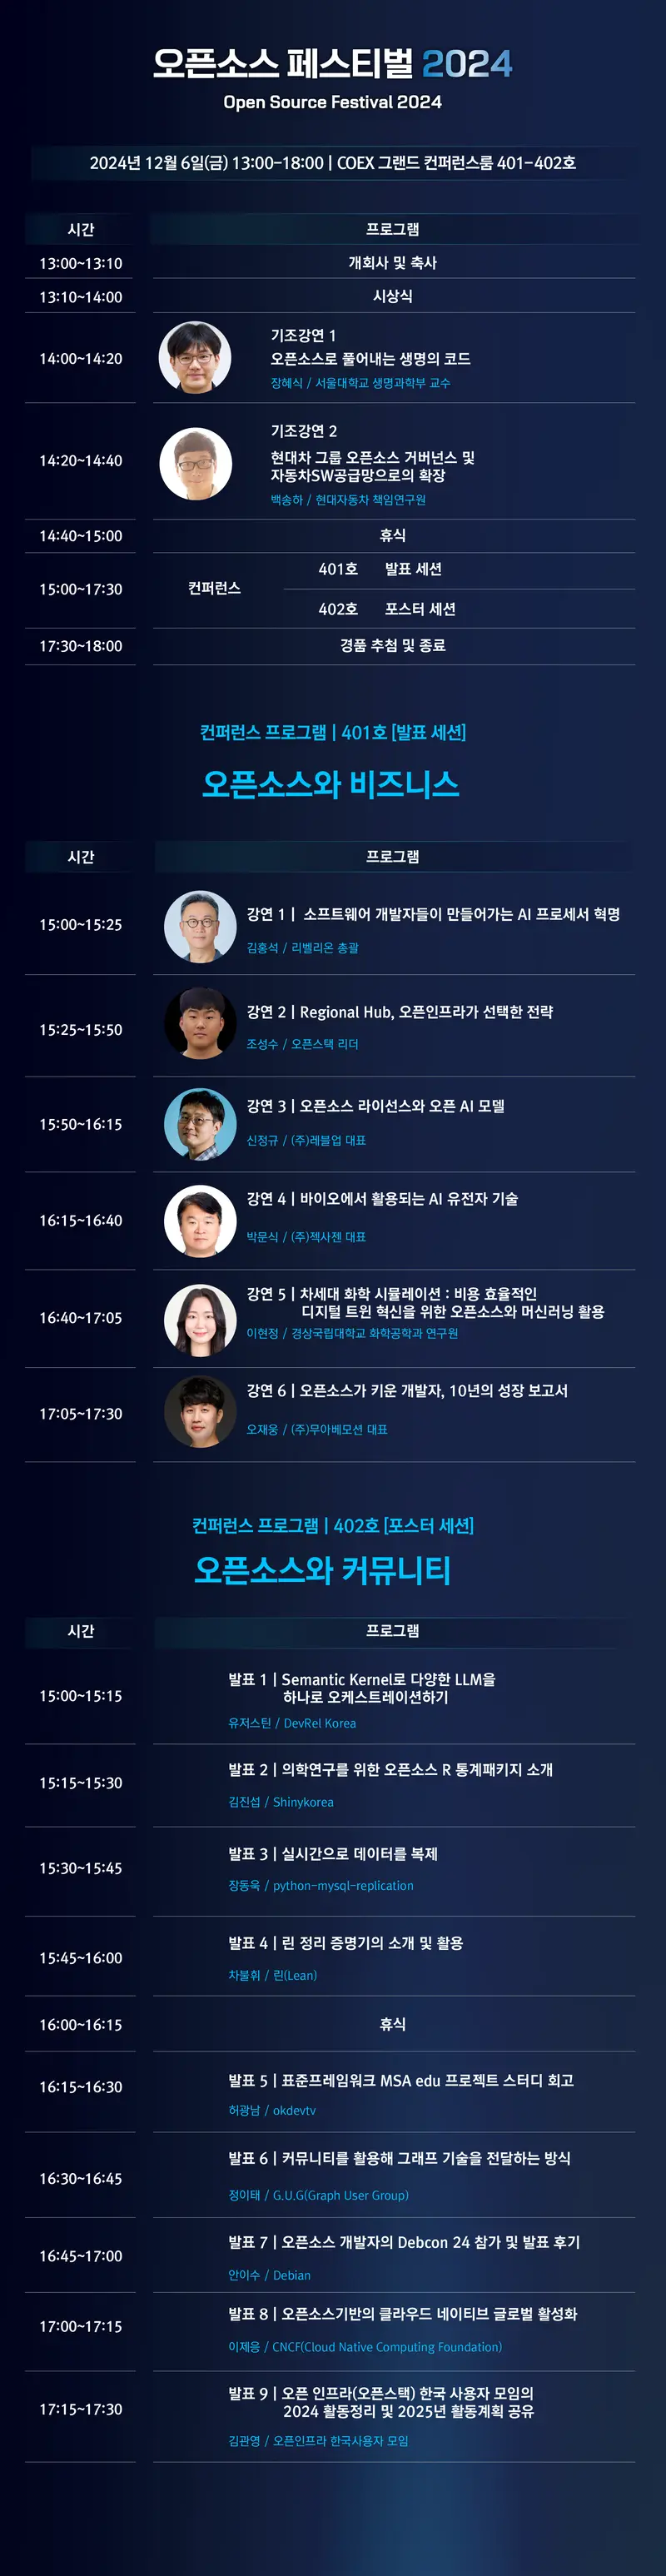 오픈소스 페스티벌 2024
Open Source Festival 2024
2024년 12월 6일(금) 13:00-18:00 | COEX 그랜드 컨퍼런스룸 401-402호
시간 프로그램
13:00~13:10 개회사 및 축사
13:10~14:00 시상식
14:00~14:20
기조강연 1
오픈소스로 풀어내는 생명의 코드
장혜식 / 서울대학교 생명과학부 교수
14:20~14:40
기조강연 2
현대차 그룹 오픈소스 거버넌스 및
자동차SW공급망으로의 확장
백송하 / 현대자동차 책임연구원
14:40~15:00 휴식
15:00~17:30 컨퍼런스
401호 발표 세션
402호 포스터 세션
17:30~18:00 경품 추첨 및 종료
컨퍼런스 프로그램 | 401호 [발표 세션]
오픈소스와 비즈니스
시간 프로그램
15:00~15:25
강연 1 | 소프트웨어 개발자들이 만들어가는 AI 프로세서 혁명
김홍석 / 리벨리온 총괄
15:25~15:50
강연 2 | Regional Hub, 오픈인프라가 선택한 전략
조성수 / 오픈스택 리더
15:50~16:15
강연 3 | 오픈소스 라이선스와 오픈 AI 모델
신정규 / (주)레블업 대표
16:15~16:40
강연 4 | 바이오에서 활용되는 AI 유전자 기술
박문식 / (주)젝사젠 대표
16:40~17:05
강연 5 | 차세대 화학 시뮬레이션 : 비용 효율적인
디지털 트윈 혁신을 위한 오픈소스와 머신러닝 활용
이현정 / 경상국립대학교 화학공학과 연구원
17:05~17:30
강연 6 | 오픈소스가 키운 개발자, 10년의 성장 보고서
오재웅 / (주)무아베모션 대표
컨퍼런스 프로그램 | 402호 [포스터 세션]
오픈소스와 커뮤니티
시간 프로그램
15:00~15:15
발표 1 | Semantic Kernel로 다양한 LLM을
하나로 오케스트레이션하기
유저스틴 / DevRel Korea
15:15~15:30
발표 2 | 의학연구를 위한 오픈소스 R 통계패키지 소개
김진섭 / Shinykorea
15:30~15:45
발표 3 | 실시간으로 데이터를 복제
장동욱 / python-mysql-replication
15:45~16:00
발표 4 | 린 정리 증명기의 소개 및 활용
차불휘 / 린(Lean)
16:00~16:15 휴식
16:15~16:30
발표 5 | 표준프레임워크 MSA edu 프로젝트 스터디 회고
허광남 / okdevtv
16:30~16:45
발표 6 | 커뮤니티를 활용해 그래프 기술을 전달하는 방식
정이태 / G.U.G(Graph User Group)
16:45~17:00
발표 7 | 오픈소스 개발자의 Debcon 24 참가 및 발표 후기
안이수 / Debian
17:00~17:15
발표 8 | 오픈소스기반의 클라우드 네이티브 글로벌 활성화
이제응 / CNCF(Cloud Native Computing Foundation)
17:15~17:30
발표 9 | 오픈 인프라(오픈스택) 한국 사용자 모임의
2024 활동정리 및 2025년 활동계획 공유
김관영 / 오픈인프라 한국사용자 모임